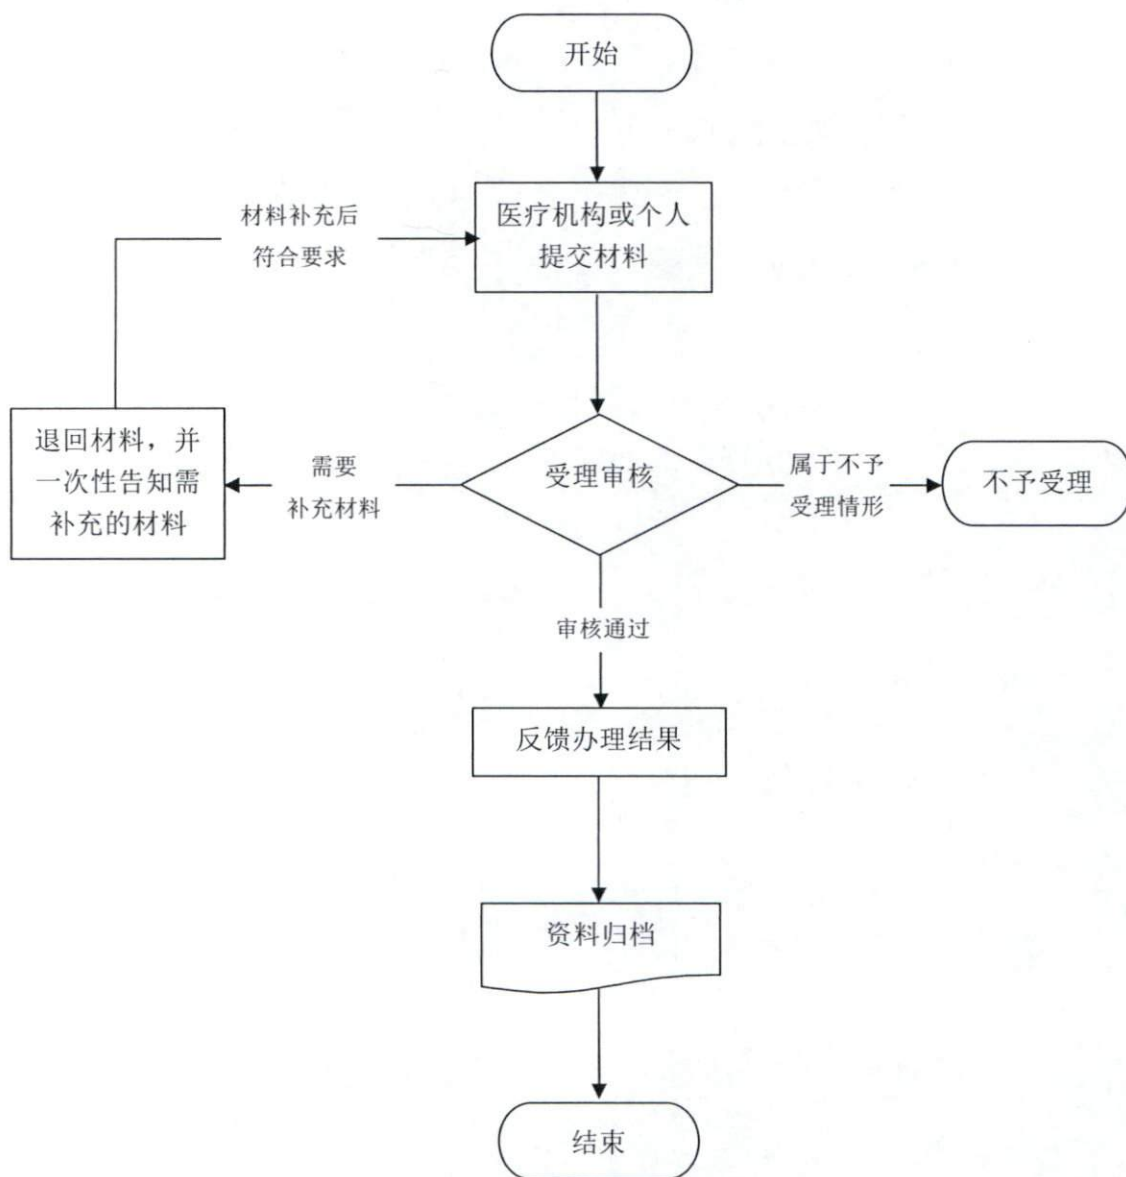 开始
材料补充后
符合要求
医疗机构或个人
提交材料
退回材料，并
一次性告知需
补充的材料
需要
补充材料
受理审核
属于不予
受理情形
不予受理
审核通过
反馈办理结果
资料归档
结束